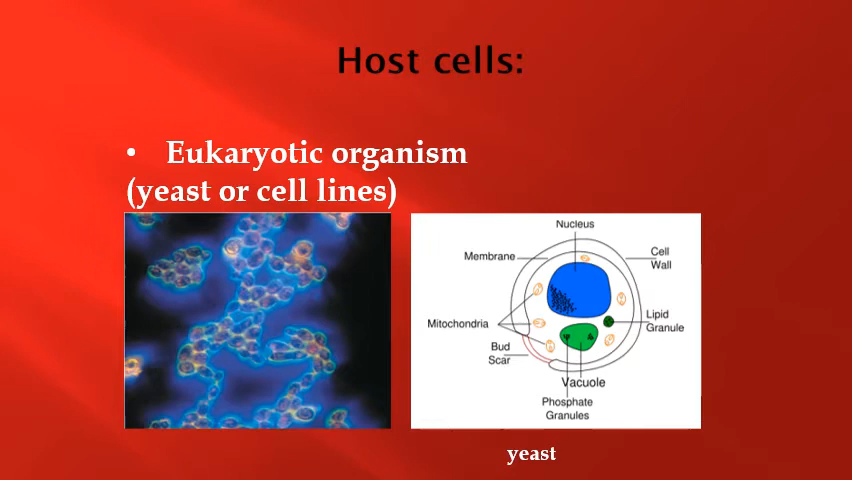 Host cells:
• Eukaryotic organism
(yeast or cell lines)
Nucleus
Membrane
Cell
Wall
Mitochondria
Lipid
Granule
Bud
Scar
Vacuole
Phosphate
Granules
yeast